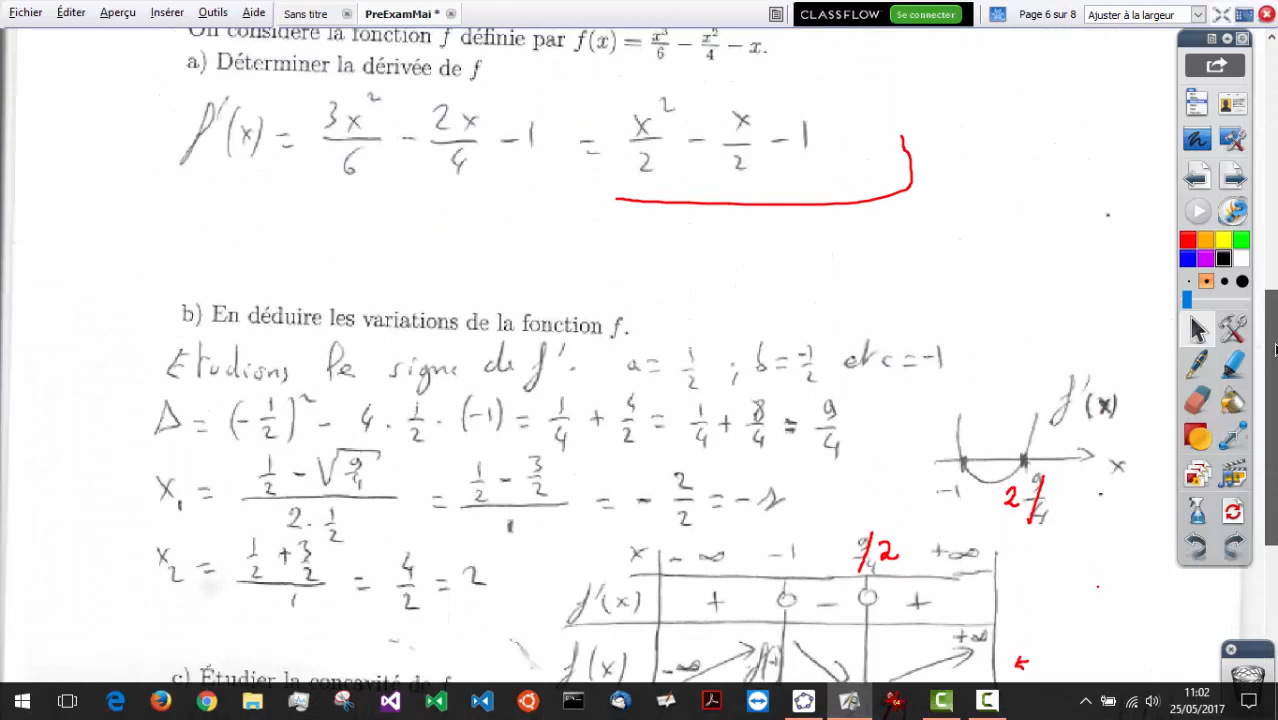 Fichier Éditer Aperçu Insérer Outils Aide Sans titre PreExamMai * CLASSFLOW Se connecter Page 6 sur 8 Ajuster à la largeur
On considère la fonction f définie par f(x) = x³/6 − x²/4 − x.
a) Déterminer la dérivée de f
f'(x) = 3x²/6 − 2x/4 − 1 = x²/2 − x/2 − 1
b) En déduire les variations de la fonction f.
Etudions le signe de f'. a = 1/2 ; b = −1/2 et c = −1
Δ = (−1/2)² − 4 · 1/2 · (−1) = 1/4 + 4/2 = 1/4 + 8/4 = 9/4
f'(x)
x
−1 2 9/4
x₁ = (1/2 − √(9/4)) / (2 · 1/2) = (1/2 − 3/2) / 1 = − 2/2 = −1
x₂ = (1/2 + 3/2) / 1 = 4/2 = 2
x −∞ −1 9/4 2 +∞
f'(x) + 0 − 0 +
f(x) −∞ f(-1) +∞
c) Étudier la concavité de f
11:02
25/05/2017